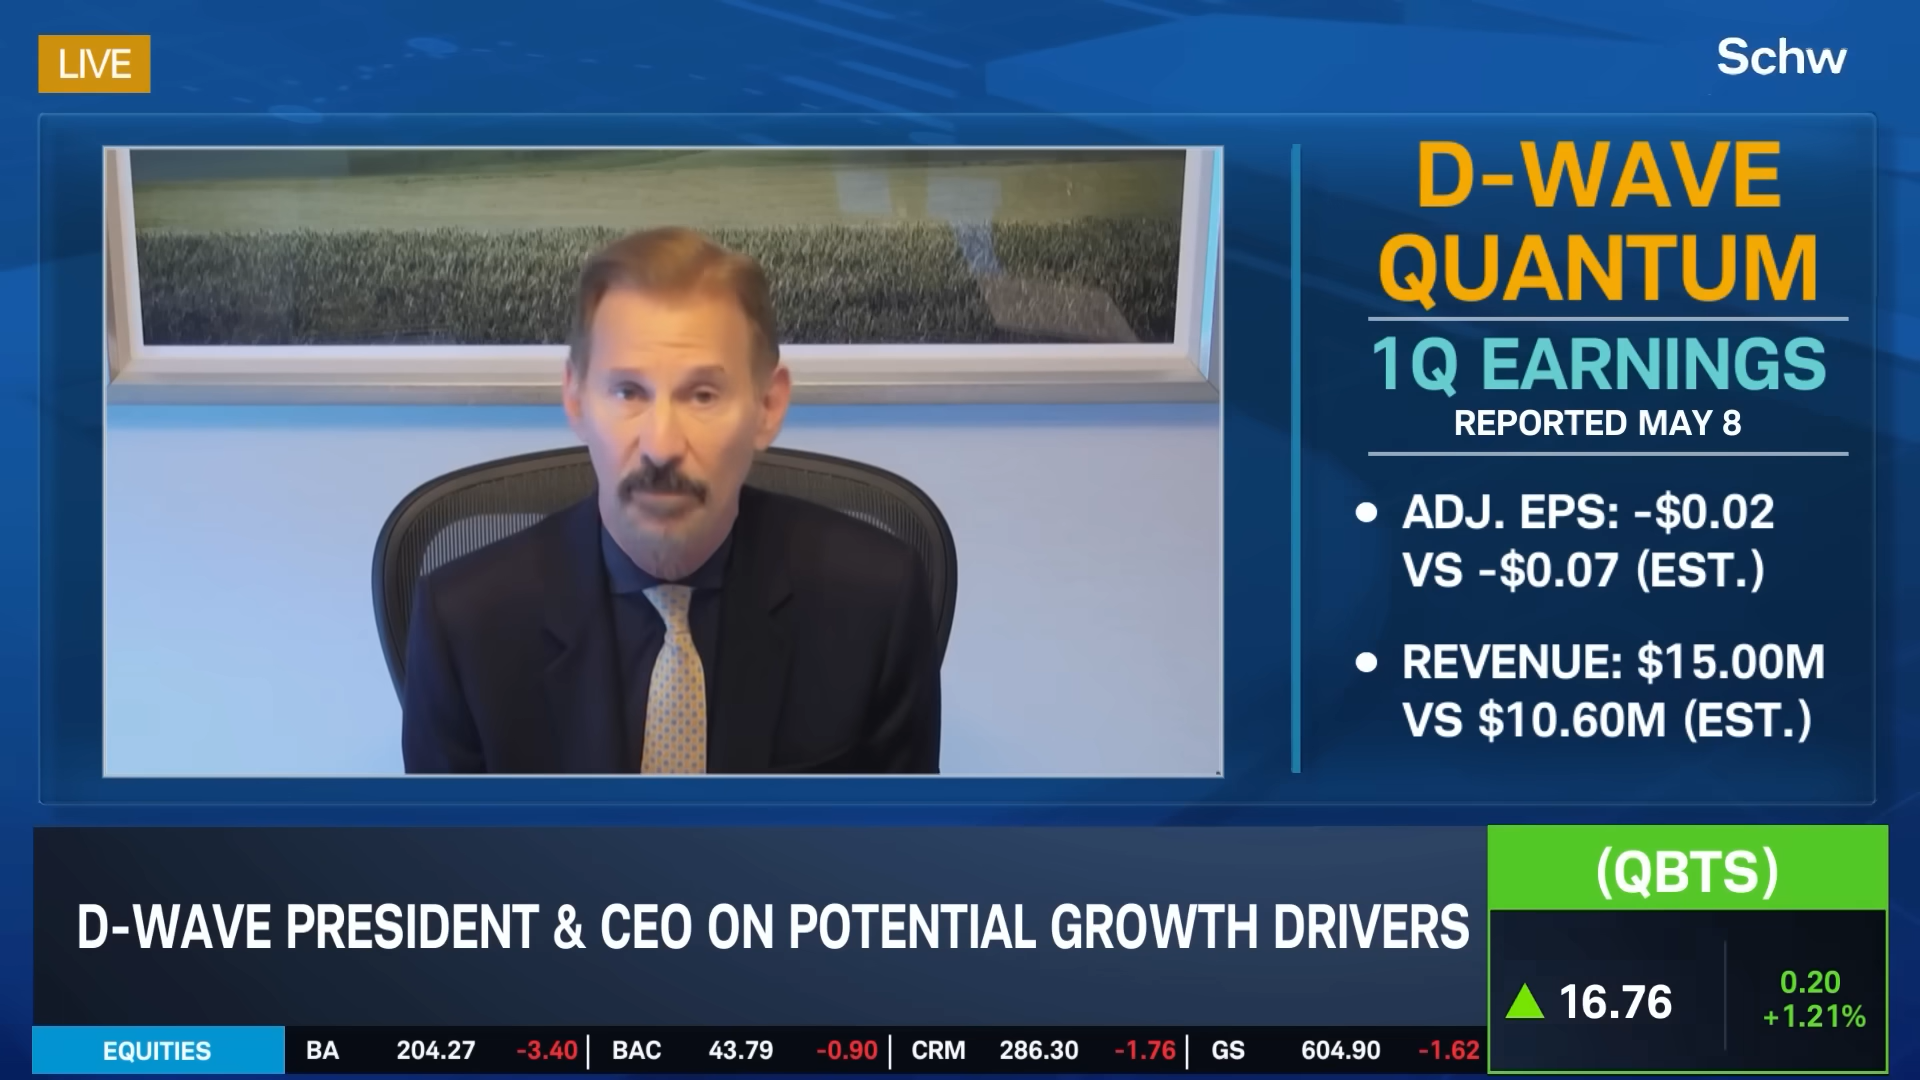 LIVE
Schw
D-WAVE
QUANTUM
1Q EARNINGS
REPORTED MAY 8
• ADJ. EPS: -$0.02
VS -$0.07 (EST.)
• REVENUE: $15.00M
VS $10.60M (EST.)
D-WAVE PRESIDENT & CEO ON POTENTIAL GROWTH DRIVERS
(QBTS)
▲ 16.76
0.20
+1.21%
EQUITIES BA 204.27 -3.40 | BAC 43.79 -0.90 | CRM 286.30 -1.76 | GS 604.90 -1.62